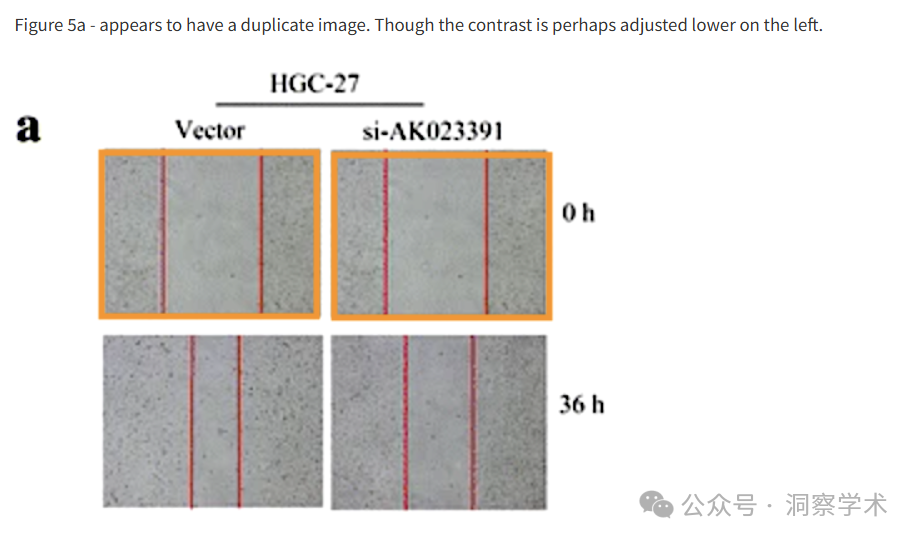 Figure 5a - appears to have a duplicate image. Though the contrast is perhaps adjusted lower on the left.
HGC-27
a
Vector si-AK023391
0 h
36 h
公众号 · 洞察学术